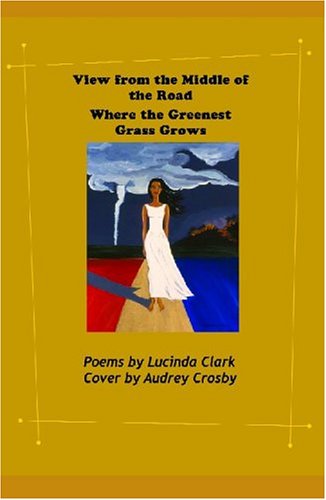 View from the Middle of
the Road
Where the Greenest
Grass Grows
Poems by Lucinda Clark
Cover by Audrey Crosby